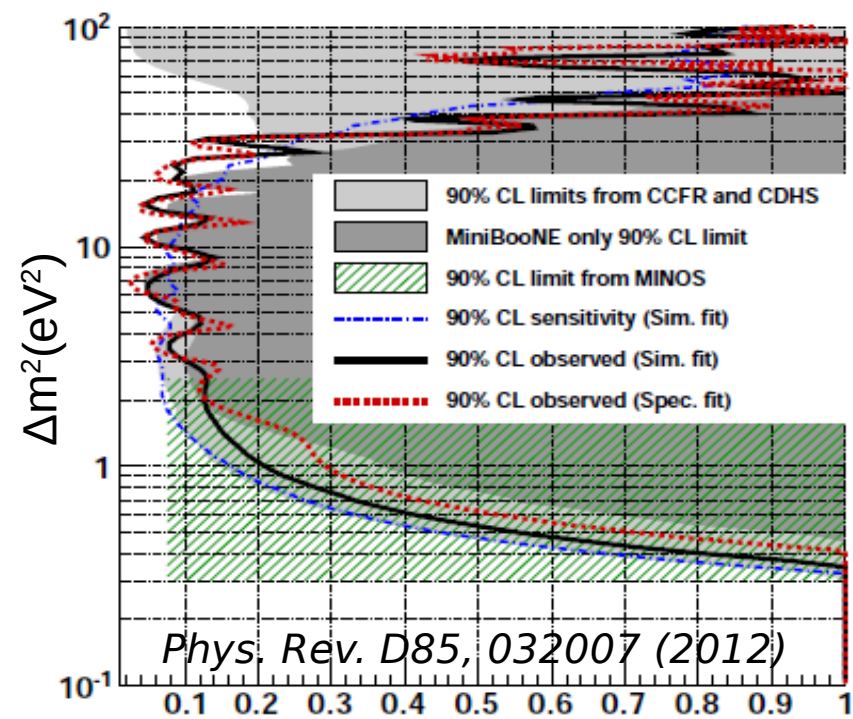 10²
10
1
10⁻¹
Δm²(eV²)
90% CL limits from CCFR and CDHS
MiniBooNE only 90% CL limit
90% CL limit from MINOS
90% CL sensitivity (Sim. fit)
90% CL observed (Sim. fit)
90% CL observed (Spec. fit)
Phys. Rev. D85, 032007 (2012)
0.1 0.2 0.3 0.4 0.5 0.6 0.7 0.8 0.9 1